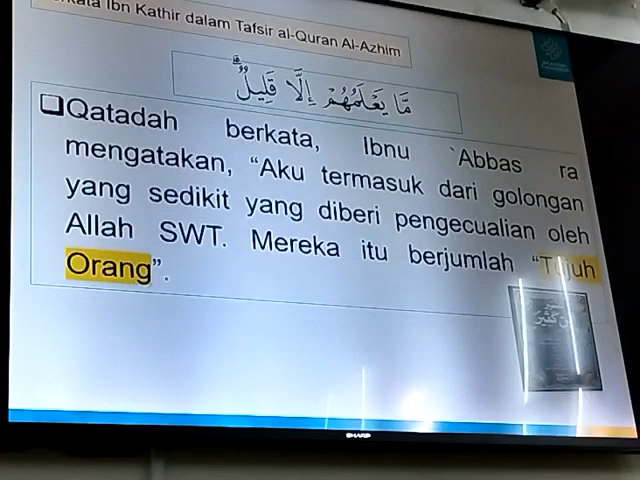 Ibn Kathir dalam Tafsir al-Quran Al-Azhim
مَّا يَعْلَمُهُمْ إِلَّا قَلِيلٌ ۗ
❑Qatadah berkata, Ibnu `Abbas ra
mengatakan, “Aku termasuk dari golongan
yang sedikit yang diberi pengecualian oleh
Allah SWT. Mereka itu berjumlah “Tujuh
Orang”.
SHARP